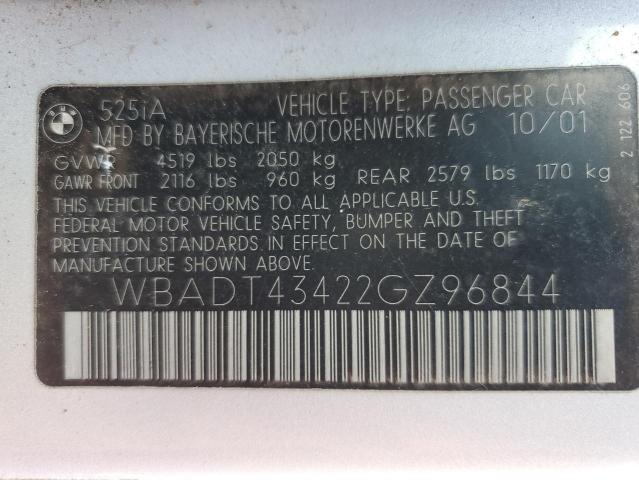 BMW
525iA VEHICLE TYPE: PASSENGER CAR
MFD BY BAYERISCHE MOTORENWERKE AG 10/01
GVWR 4519 lbs 2050 kg
GAWR FRONT 2116 lbs 960 kg REAR 2579 lbs 1170 kg
THIS VEHICLE CONFORMS TO ALL APPLICABLE U.S.
FEDERAL MOTOR VEHICLE SAFETY, BUMPER AND THEFT
PREVENTION STANDARDS IN EFFECT ON THE DATE OF
MANUFACTURE SHOWN ABOVE.
WBADT43422GZ96844
2 122 606